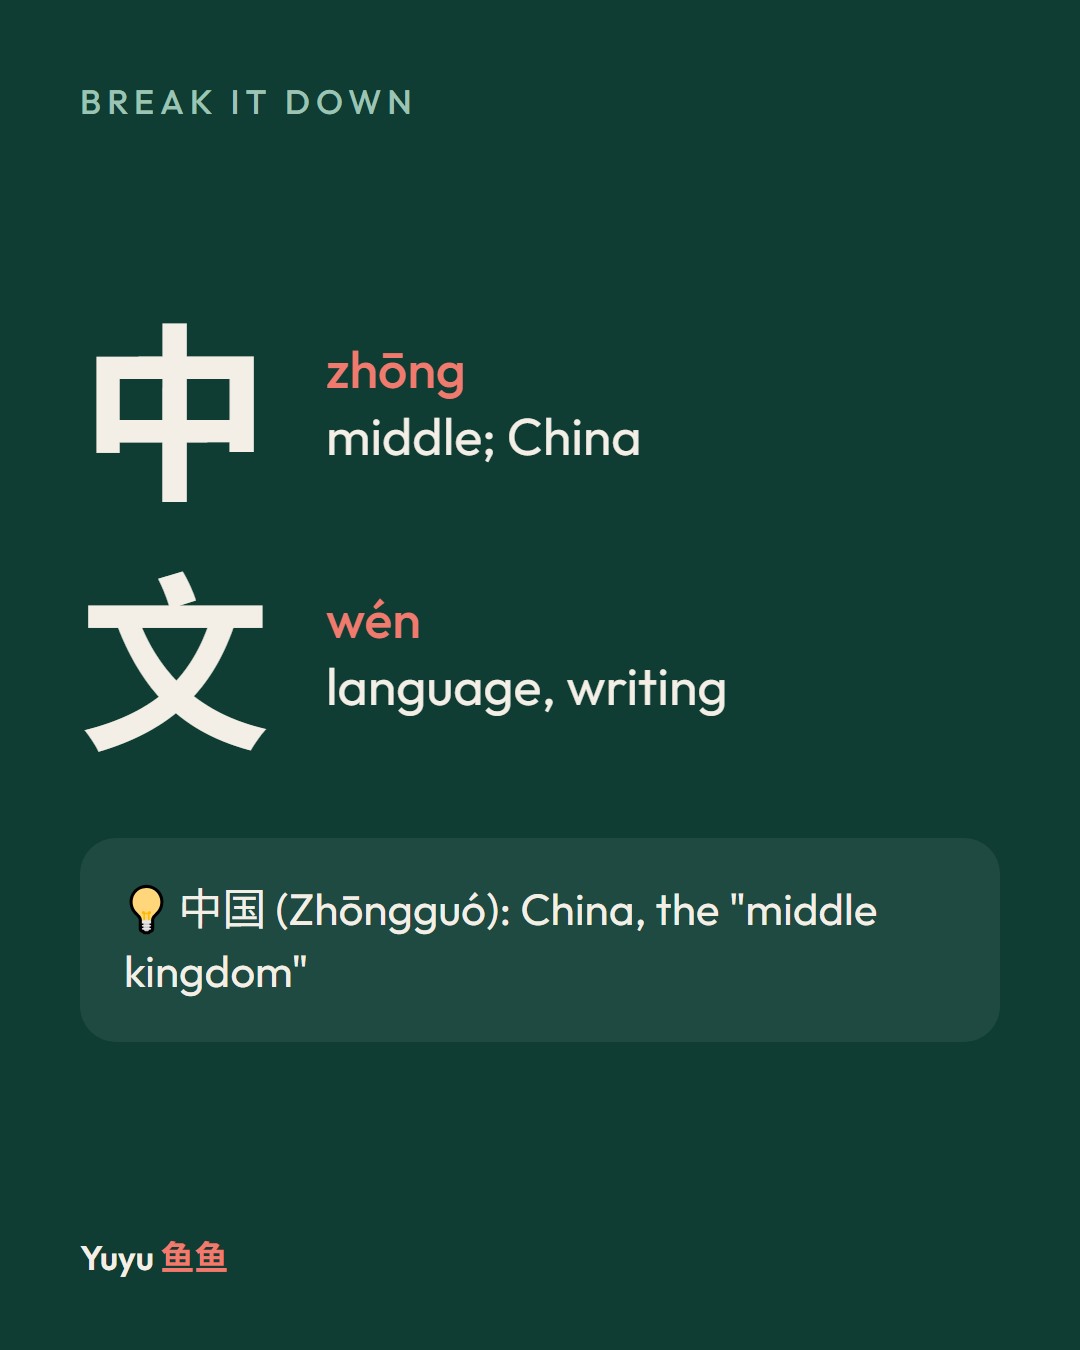 BREAK IT DOWN
中
zhōng
middle; China
文
wén
language, writing
💡 中国 (Zhōngguó): China, the "middle
kingdom"
Yuyu 鱼鱼